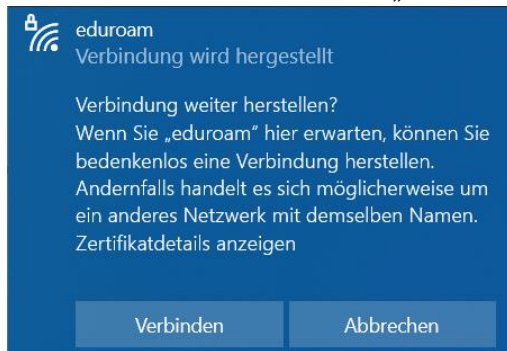 eduroam
Verbindung wird hergestellt
Verbindung weiter herstellen?
Wenn Sie „eduroam“ hier erwarten, können Sie
bedenkenlos eine Verbindung herstellen.
Andernfalls handelt es sich möglicherweise um
ein anderes Netzwerk mit demselben Namen.
Zertifikatdetails anzeigen
Verbinden Abbrechen